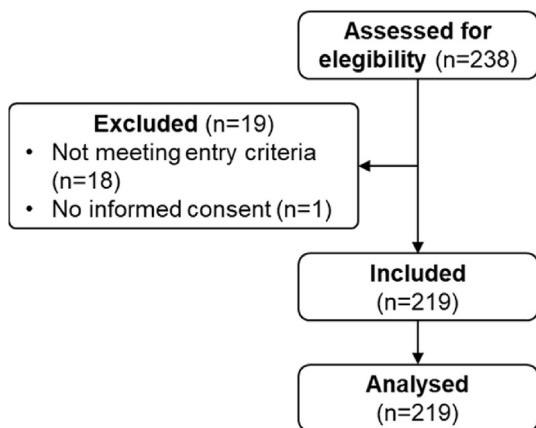 Assessed for
elegibility (n=238)
Excluded (n=19)
• Not meeting entry criteria
(n=18)
• No informed consent (n=1)
Included
(n=219)
Analysed
(n=219)